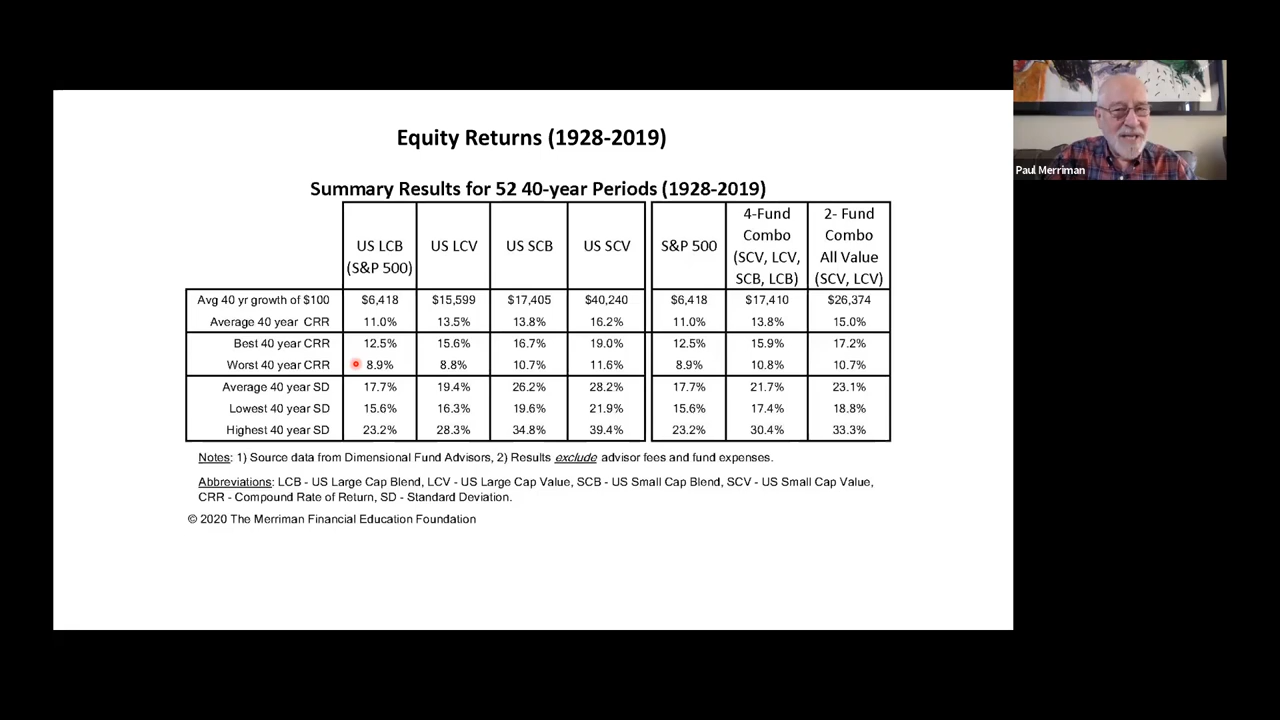 Equity Returns (1928-2019)
Summary Results for 52 40-year Periods (1928-2019)
US LCB (S&P 500) US LCV US SCB US SCV S&P 500 4-Fund Combo (SCV, LCV, SCB, LCB) 2- Fund Combo All Value (SCV, LCV)
Avg 40 yr growth of $100 $6,418 $15,599 $17,405 $40,240 $6,418 $17,410 $26,374
Average 40 year CRR 11.0% 13.5% 13.8% 16.2% 11.0% 13.8% 15.0%
Best 40 year CRR 12.5% 15.6% 16.7% 19.0% 12.5% 15.9% 17.2%
Worst 40 year CRR 8.9% 8.8% 10.7% 11.6% 8.9% 10.8% 10.7%
Average 40 year SD 17.7% 19.4% 26.2% 28.2% 17.7% 21.7% 23.1%
Lowest 40 year SD 15.6% 16.3% 19.6% 21.9% 15.6% 17.4% 18.8%
Highest 40 year SD 23.2% 28.3% 34.8% 39.4% 23.2% 30.4% 33.3%
Notes: 1) Source data from Dimensional Fund Advisors, 2) Results exclude advisor fees and fund expenses.
Abbreviations: LCB - US Large Cap Blend, LCV - US Large Cap Value, SCB - US Small Cap Blend, SCV - US Small Cap Value,
CRR - Compound Rate of Return, SD - Standard Deviation.
© 2020 The Merriman Financial Education Foundation
Paul Merriman